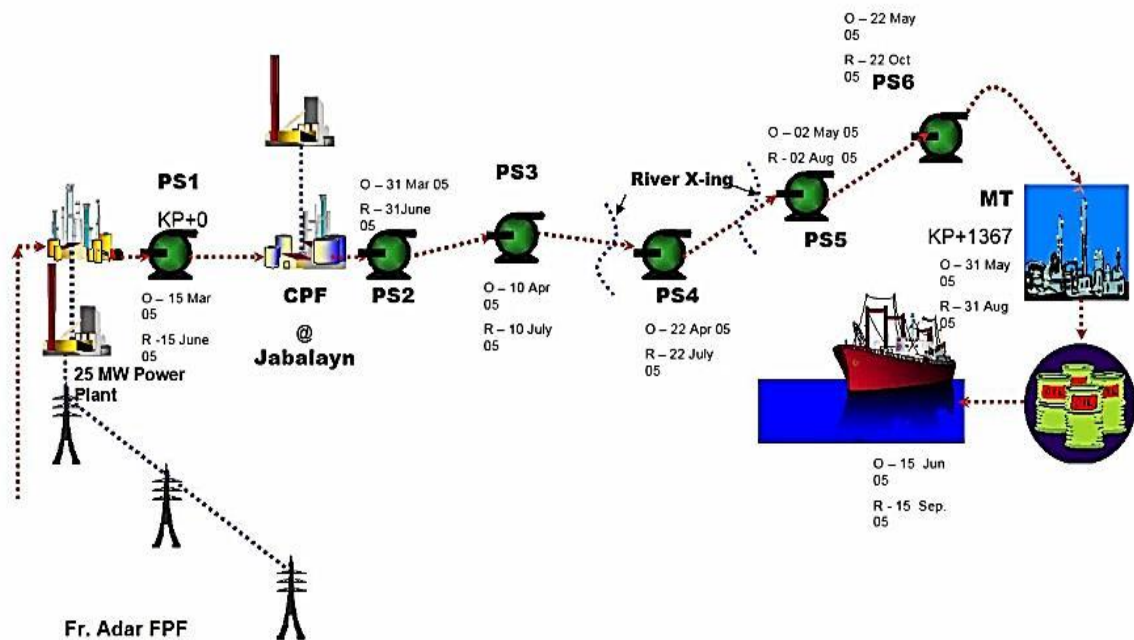 O – 22 May
05
R – 22 Oct
05
PS6
O – 02 May 05
R - 02 Aug 05
PS5
PS1
KP+0
O – 15 Mar
05
R -15 June
05
CPF
@
Jabalayn
O – 31 Mar 05
R – 31June
05
PS2
PS3
O – 10 Apr
05
R – 10 July
05
River X-ing
PS4
O – 22 Apr 05
R – 22 July
05
MT
KP+1367
O – 31 May
05
R – 31 Aug
05
OIL
O – 15 Jun
05
R - 15 Sep.
05
25 MW Power
Plant
Fr. Adar FPF